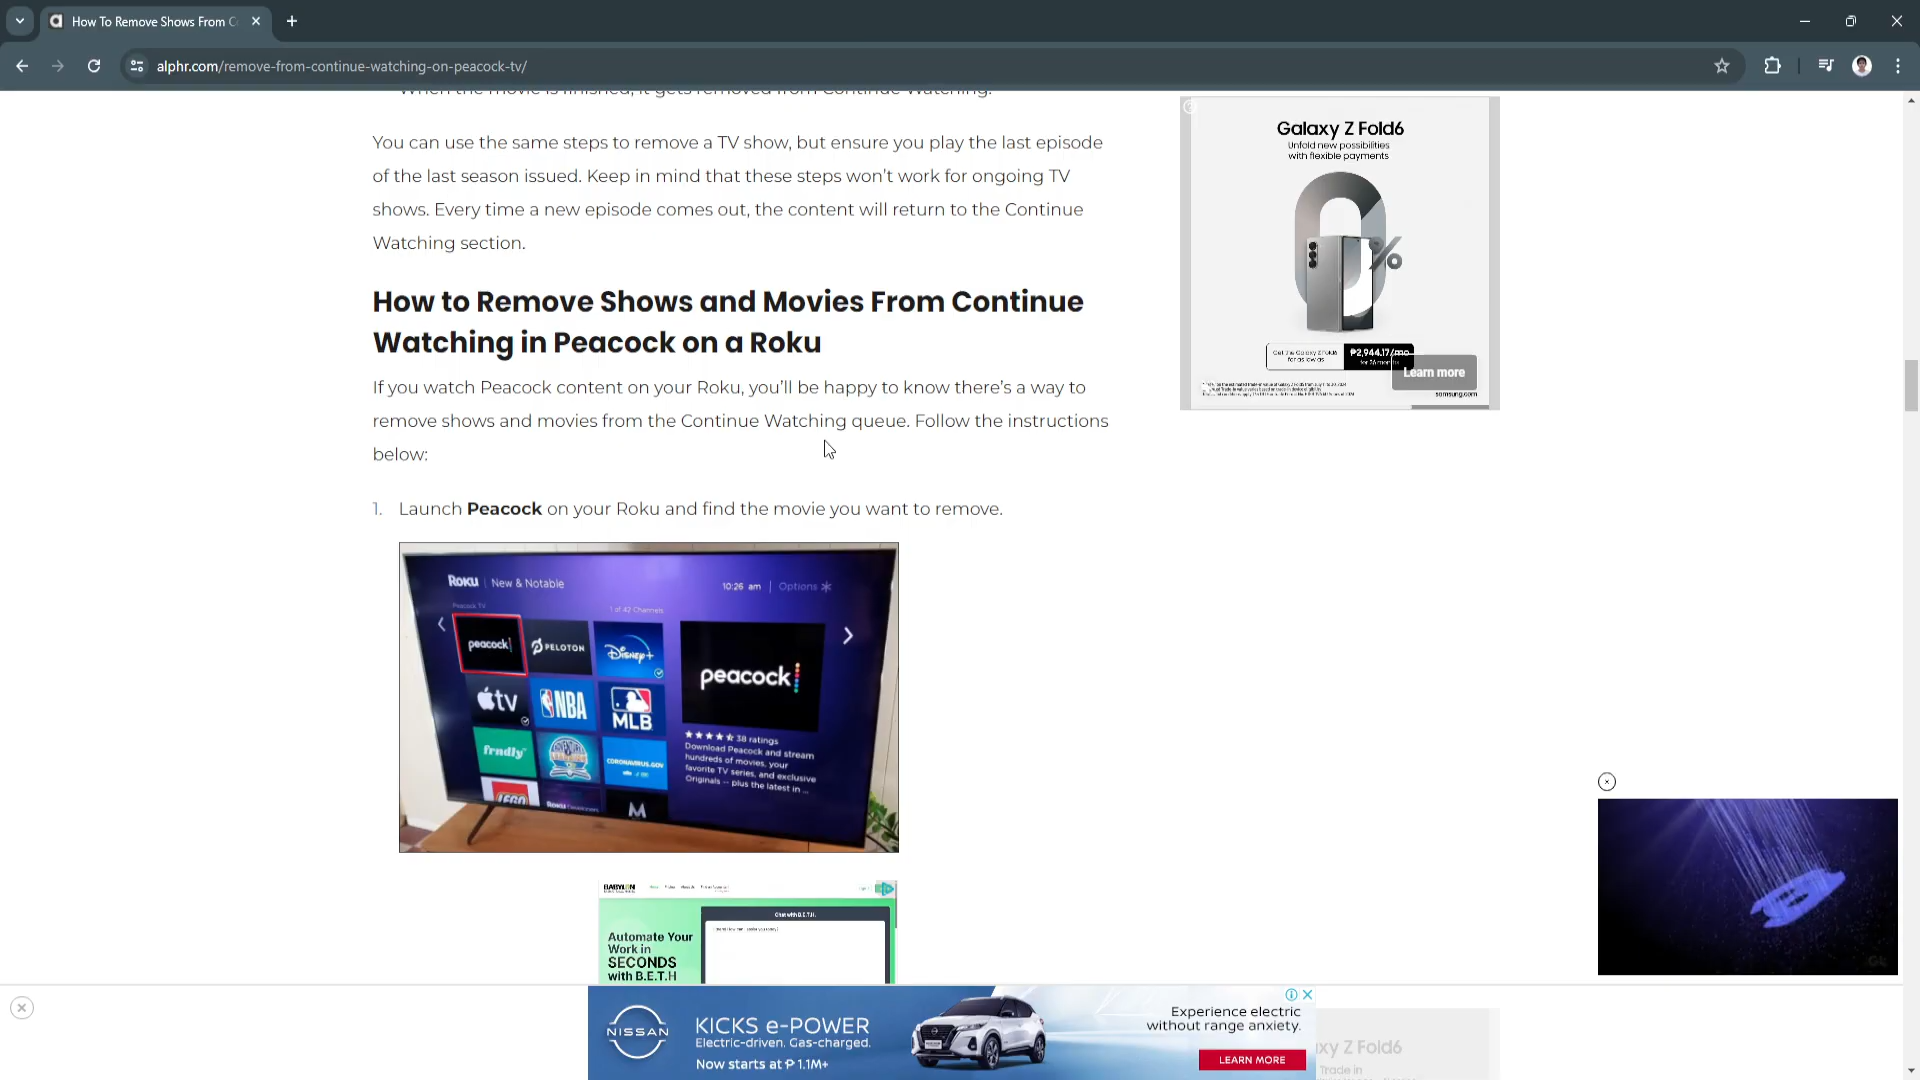 How To Remove Shows From C
alphr.com/remove-from-continue-watching-on-peacock-tv/
When the movie is finished, it gets removed from Continue Watching.
You can use the same steps to remove a TV show, but ensure you play the last episode
of the last season issued. Keep in mind that these steps won't work for ongoing TV
shows. Every time a new episode comes out, the content will return to the Continue
Watching section.
How to Remove Shows and Movies From Continue
Watching in Peacock on a Roku
If you watch Peacock content on your Roku, you'll be happy to know there's a way to
remove shows and movies from the Continue Watching queue. Follow the instructions
below:
1. Launch Peacock on your Roku and find the movie you want to remove.
Roku | New & Notable
10:26 am | Options
Peacock TV
1 of 42 Channels
peacock
PELOTON
Disney+
peacock
tv
NBA
MLB
38 ratings
Download Peacock and stream
hundreds of movies, your
favorite TV series, and exclusive
Originals -- plus the latest in ...
frndly
CORONAVIRUS.GOV
LEGO
M
Galaxy Z Fold6
Unfold new possibilities
with flexible payments
%
Get the Galaxy Z Fold6
for as low as
₱2,944.17/mo
for 36 months
Learn more
samsung.com
BABYLON
Chat with B.E.T.H.
Automate Your
Work in
SECONDS
with B.E.T.H
NISSAN
KICKS e-POWER
Electric-driven. Gas-charged.
Now starts at ₱ 1.1M+
Experience electric
without range anxiety.
LEARN MORE
xy Z Fold6
Trade in